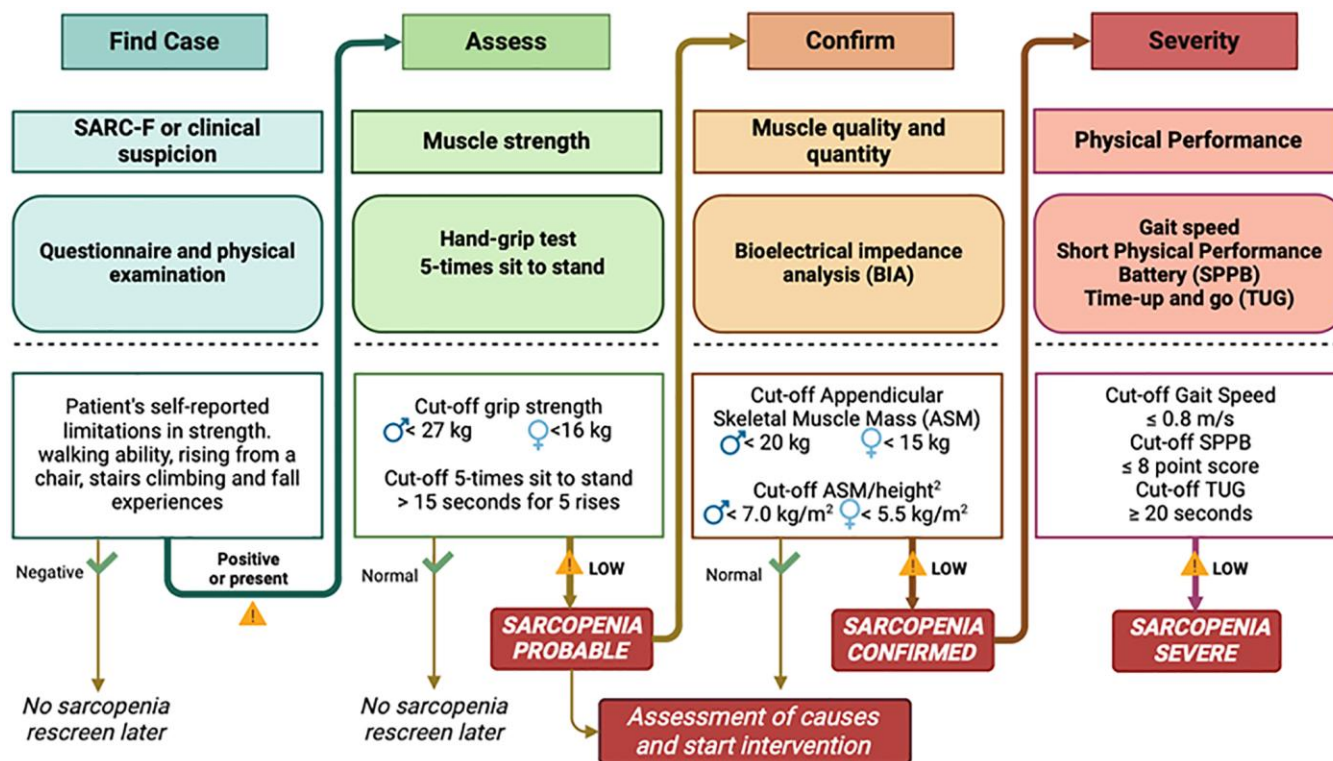 Find Case
Assess
Confirm
Severity
SARC-F or clinical
suspicion
Muscle strength
Muscle quality and
quantity
Physical Performance
Questionnaire and physical
examination
Hand-grip test
5-times sit to stand
Bioelectrical impedance
analysis (BIA)
Gait speed
Short Physical Performance
Battery (SPPB)
Time-up and go (TUG)
Patient's self-reported
limitations in strength.
walking ability, rising from a
chair, stairs climbing and fall
experiences
Cut-off grip strength
♂< 27 kg ♀<16 kg
Cut-off 5-times sit to stand
> 15 seconds for 5 rises
Cut-off Appendicular
Skeletal Muscle Mass (ASM)
♂< 20 kg ♀< 15 kg
Cut-off ASM/height²
♂< 7.0 kg/m² ♀< 5.5 kg/m²
Cut-off Gait Speed
≤ 0.8 m/s
Cut-off SPPB
≤ 8 point score
Cut-off TUG
≥ 20 seconds
Negative
Positive
or present
Normal
LOW
Normal
LOW
LOW
SARCOPENIA
PROBABLE
SARCOPENIA
CONFIRMED
SARCOPENIA
SEVERE
No sarcopenia
rescreen later
No sarcopenia
rescreen later
Assessment of causes
and start intervention